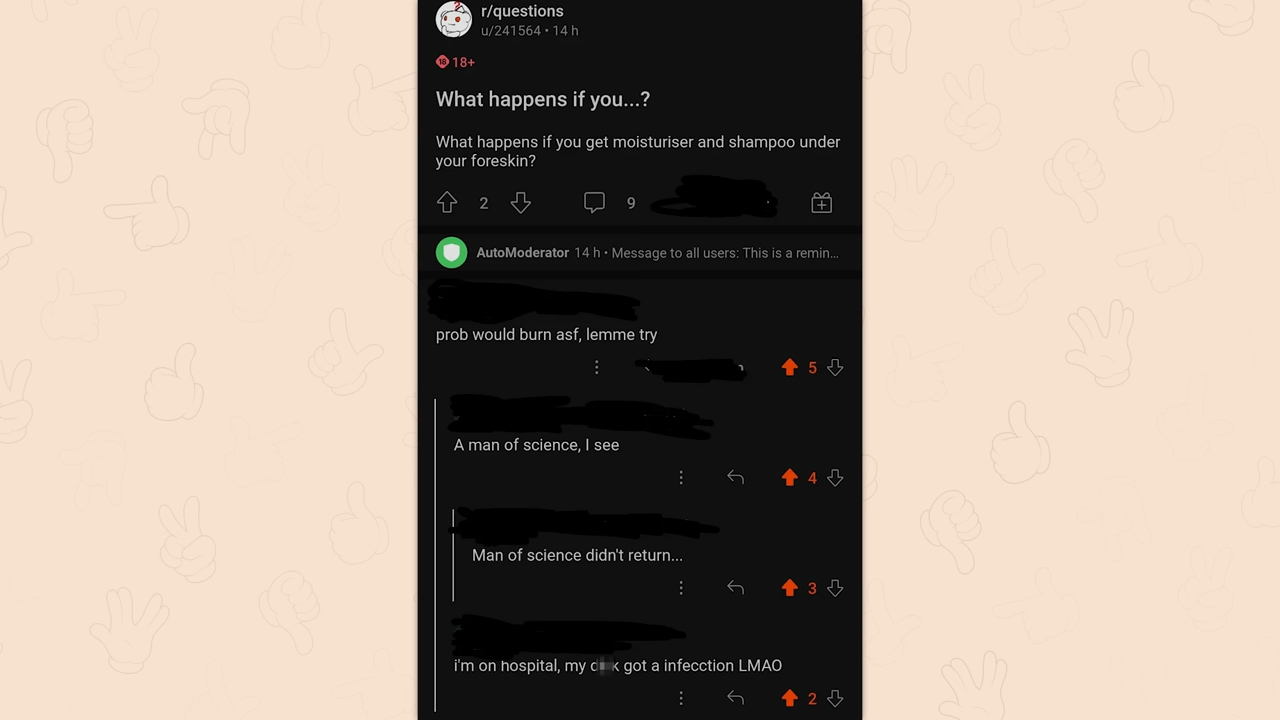 r/questions
u/241564 • 14 h
18+
What happens if you...?
What happens if you get moisturiser and shampoo under
your foreskin?
2
9
AutoModerator 14 h • Message to all users: This is a remin...
prob would burn asf, lemme try
5
A man of science, I see
4
Man of science didn't return...
3
i'm on hospital, my d k got a infecction LMAO
2